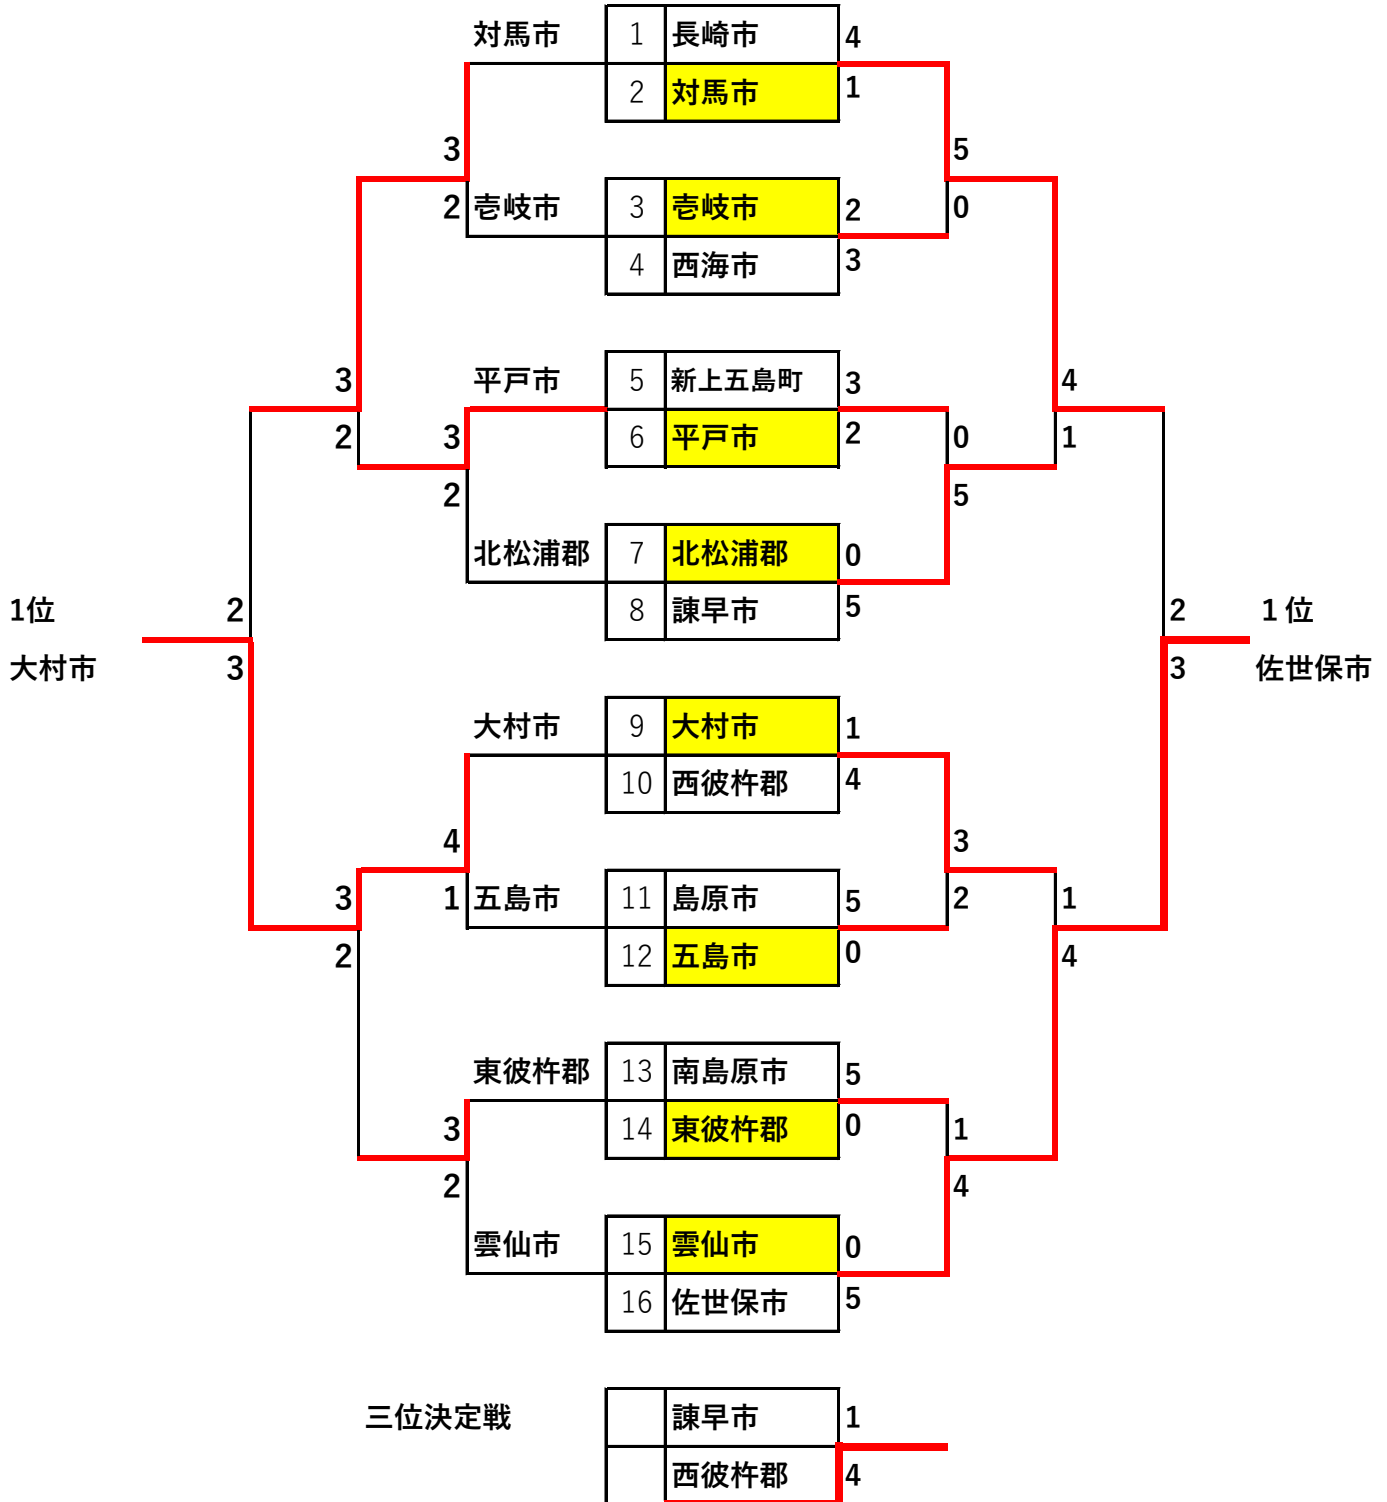 対馬市 1 長崎市 4
2 対馬市 1
3 5
2 壱岐市 3 壱岐市 2 0
4 西海市 3
3 平戸市 5 新上五島町 3 4
2 3 6 平戸市 2 0 1
2 5
北松浦郡 7 北松浦郡 0
1位 2 8 諫早市 5 2 1位
大村市 3 3 佐世保市
大村市 9 大村市 1
10 西彼杵郡 4
4 3
3 1 五島市 11 島原市 5 2 1
2 12 五島市 0 4
東彼杵郡 13 南島原市 5
3 14 東彼杵郡 0 1
2 4
雲仙市 15 雲仙市 0
16 佐世保市 5
三位決定戦 諫早市 1
西彼杵郡 4